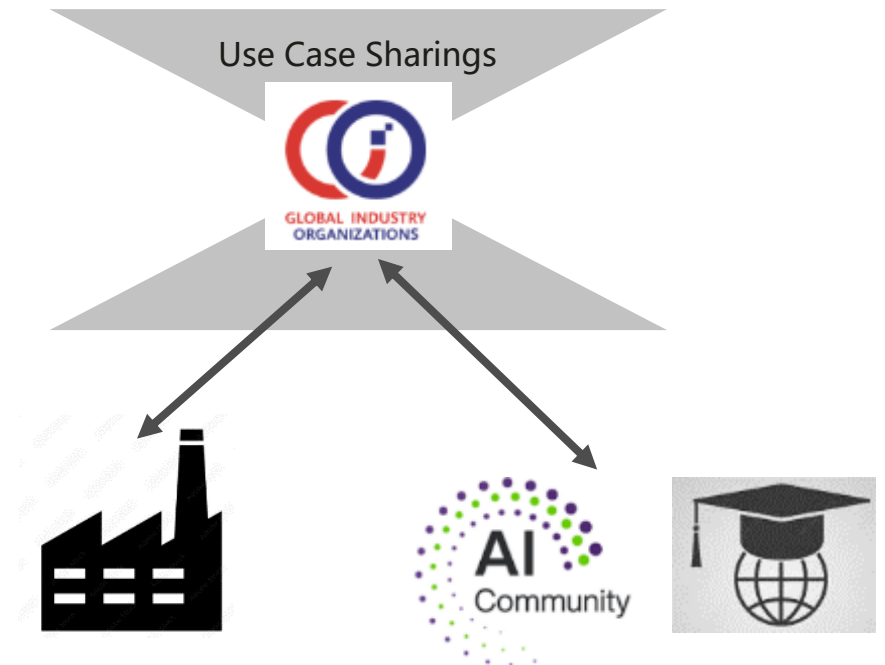 Use Case Sharings
GLOBAL INDUSTRY
ORGANIZATIONS
AI
Community